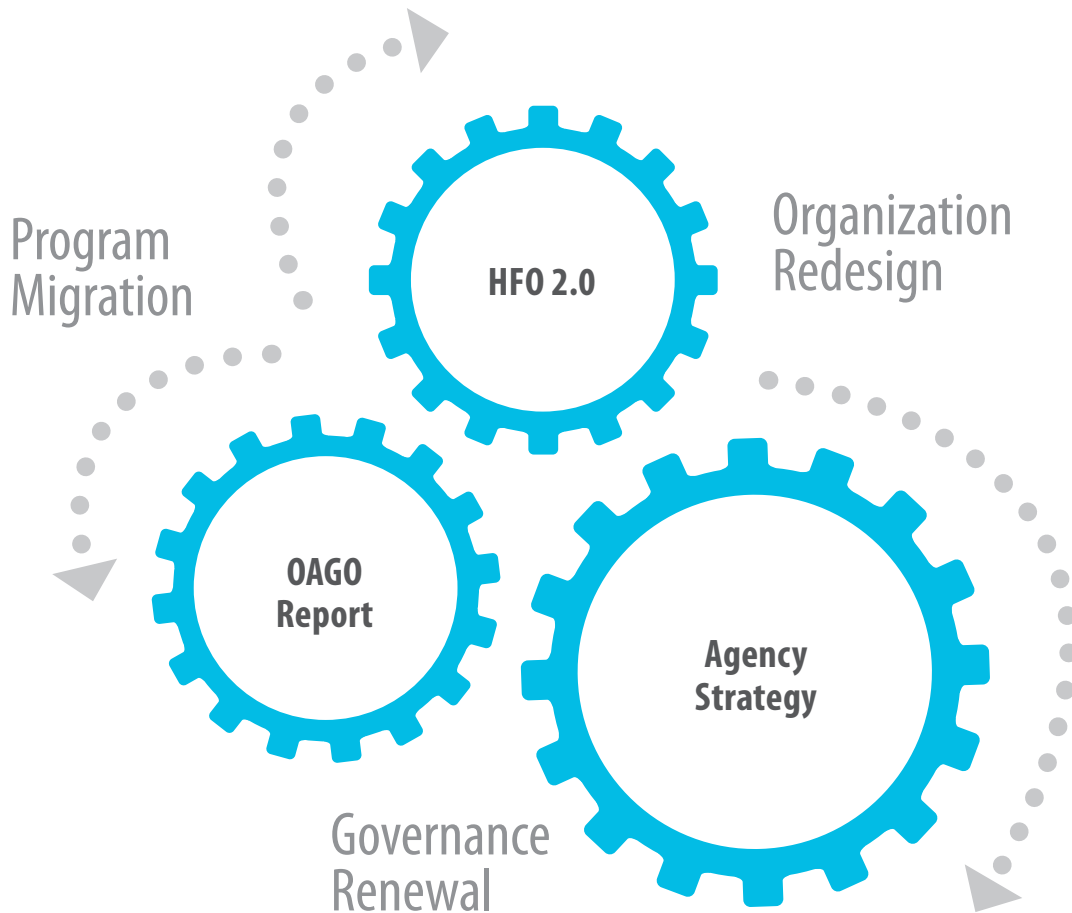 Organization
Redesign
Program
Migration
HFO 2.0
OAGO
Report
Agency
Strategy
Governance
Renewal